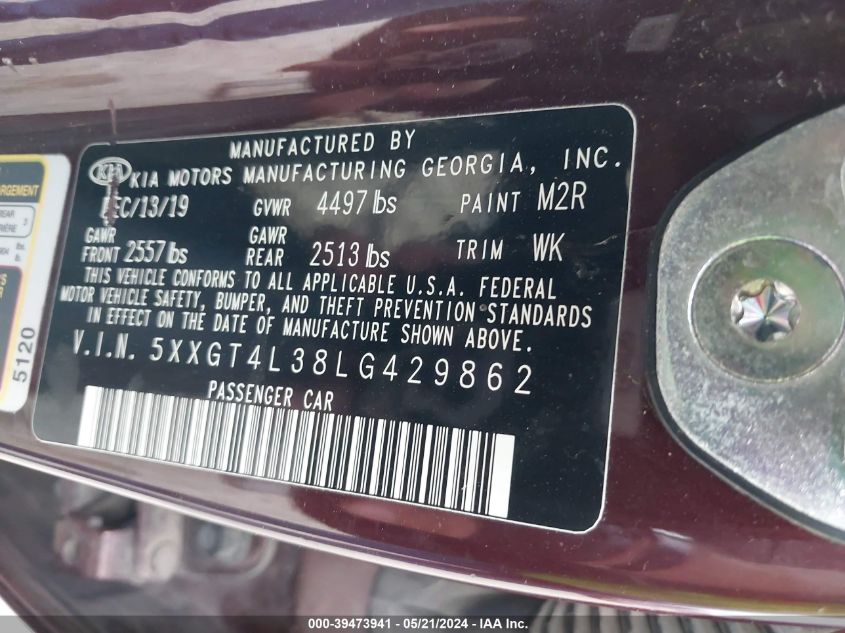 MANUFACTURED BY
KIA KIA MOTORS MANUFACTURING GEORGIA, INC.
DEC/13/19 GVWR 4497 lbs PAINT M2R
GAWR FRONT 2557 lbs GAWR REAR 2513 lbs TRIM WK
THIS VEHICLE CONFORMS TO ALL APPLICABLE U.S.A. FEDERAL
MOTOR VEHICLE SAFETY, BUMPER, AND THEFT PREVENTION STANDARDS
IN EFFECT ON THE DATE OF MANUFACTURE SHOWN ABOVE.
V.I.N. 5XXGT4L38LG429862
PASSENGER CAR
5120
000-39473941 - 05/21/2024 - IAA Inc.